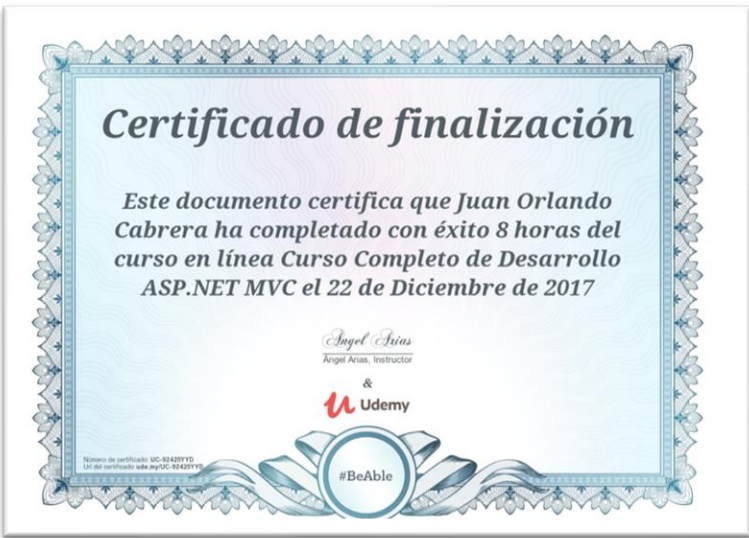 Certificado de finalización
Este documento certifica que Juan Orlando
Cabrera ha completado con éxito 8 horas del
curso en línea Curso Completo de Desarrollo
ASP.NET MVC el 22 de Diciembre de 2017
Ángel Arias
Ángel Arias, Instructor
&
Udemy
Número de certificado: UC-92425YYD
Url del certificado ude.my/UC-92425YYD
#BeAble